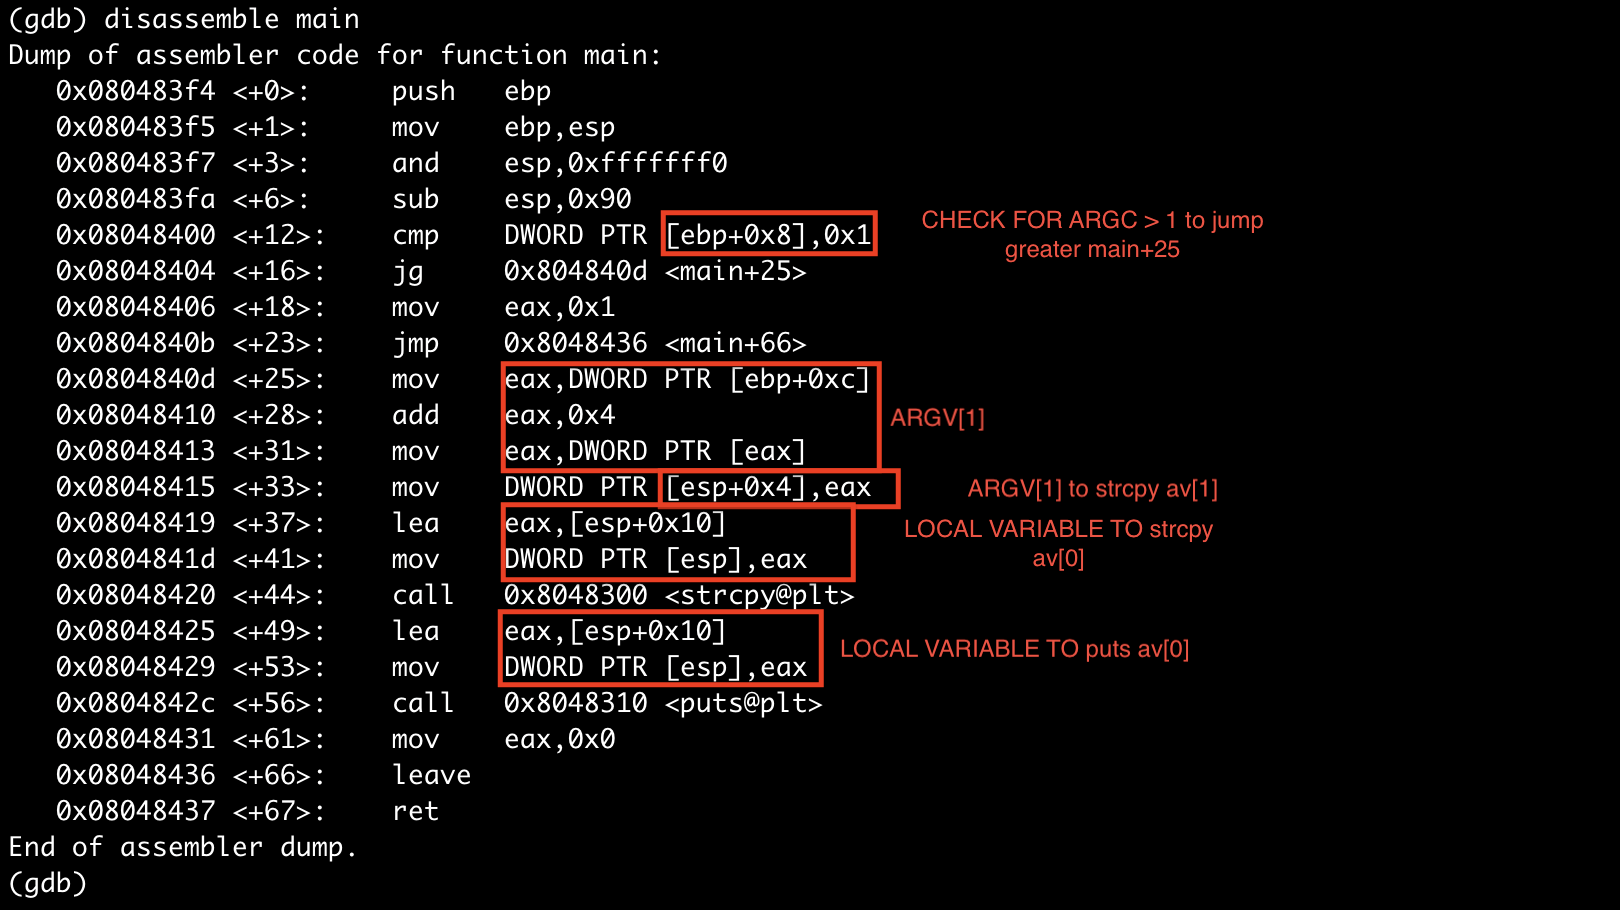 (gdb) disassemble main
Dump of assembler code for function main:
0x080483f4 <+0>: push ebp
0x080483f5 <+1>: mov ebp,esp
0x080483f7 <+3>: and esp,0xfffffff0
0x080483fa <+6>: sub esp,0x90
0x08048400 <+12>: cmp DWORD PTR [ebp+0x8],0x1
CHECK FOR ARGC > 1 to jump
greater main+25
0x08048404 <+16>: jg 0x804840d <main+25>
0x08048406 <+18>: mov eax,0x1
0x0804840b <+23>: jmp 0x8048436 <main+66>
0x0804840d <+25>: mov eax,DWORD PTR [ebp+0xc]
0x08048410 <+28>: add eax,0x4
ARGV[1]
0x08048413 <+31>: mov eax,DWORD PTR [eax]
0x08048415 <+33>: mov DWORD PTR [esp+0x4],eax
ARGV[1] to strcpy av[1]
0x08048419 <+37>: lea eax,[esp+0x10]
LOCAL VARIABLE TO strcpy
av[0]
0x0804841d <+41>: mov DWORD PTR [esp],eax
0x08048420 <+44>: call 0x8048300 <strcpy@plt>
0x08048425 <+49>: lea eax,[esp+0x10]
LOCAL VARIABLE TO puts av[0]
0x08048429 <+53>: mov DWORD PTR [esp],eax
0x0804842c <+56>: call 0x8048310 <puts@plt>
0x08048431 <+61>: mov eax,0x0
0x08048436 <+66>: leave
0x08048437 <+67>: ret
End of assembler dump.
(gdb)